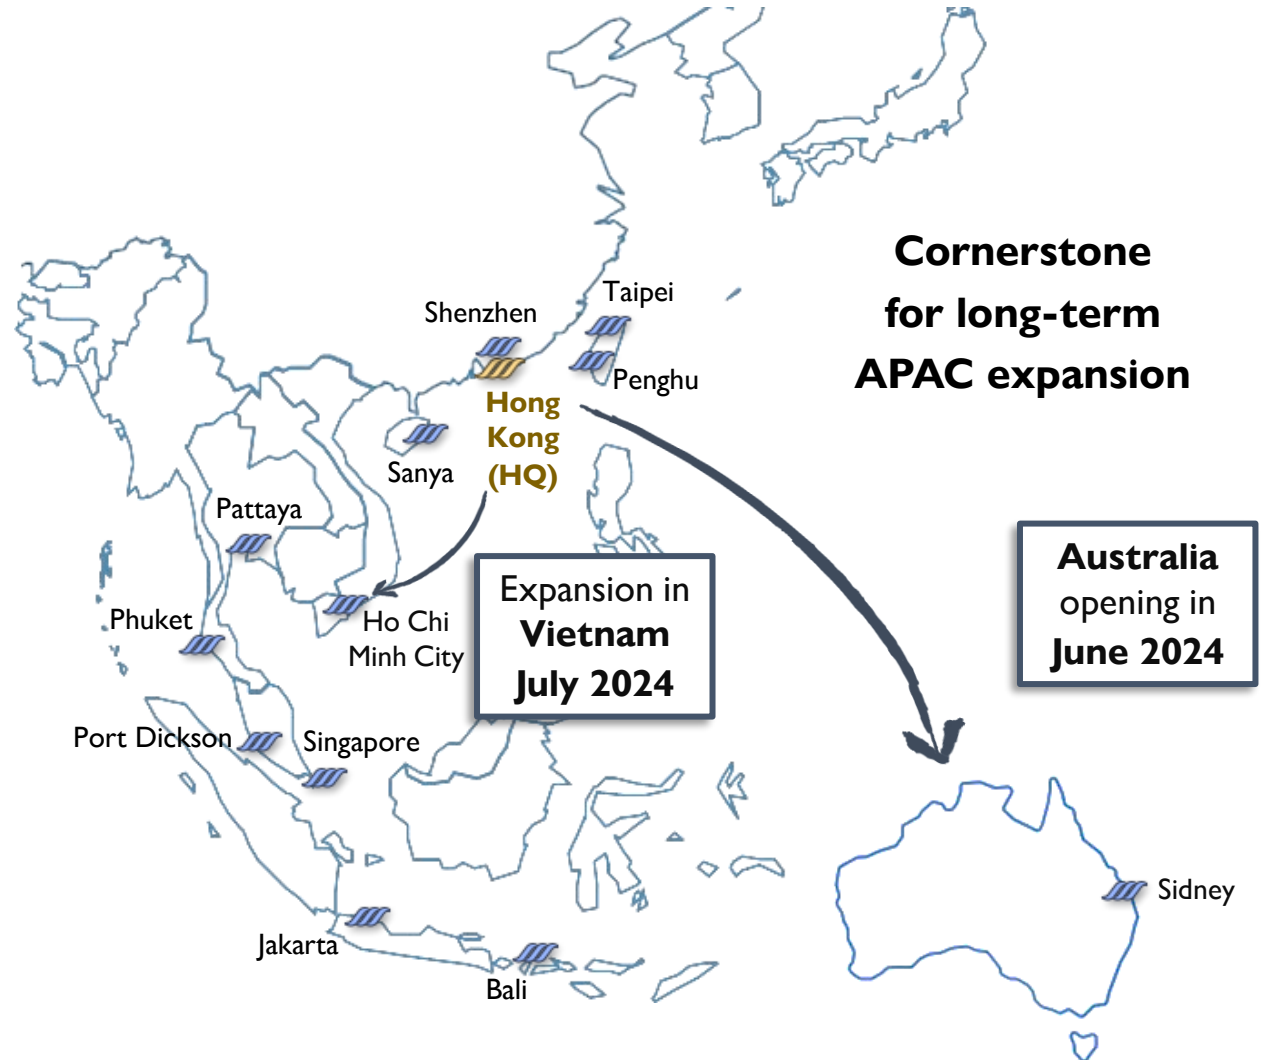 Cornerstone
for long-term
APAC expansion
Taipei
Shenzhen
Penghu
Hong
Kong
(HQ)
Sanya
Pattaya
Expansion in
Vietnam
July 2024
Australia
opening in
June 2024
Phuket
Ho Chi
Minh City
Port Dickson
Singapore
Sidney
Jakarta
Bali